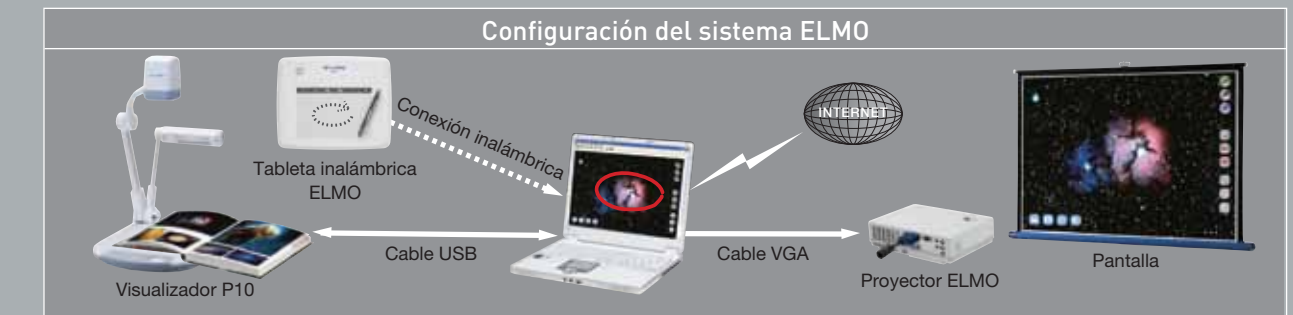 Configuración del sistema ELMO
Conexión inalámbrica
INTERNET
Tableta inalámbrica
ELMO
Cable USB
Cable VGA
Visualizador P10
Proyector ELMO
Pantalla